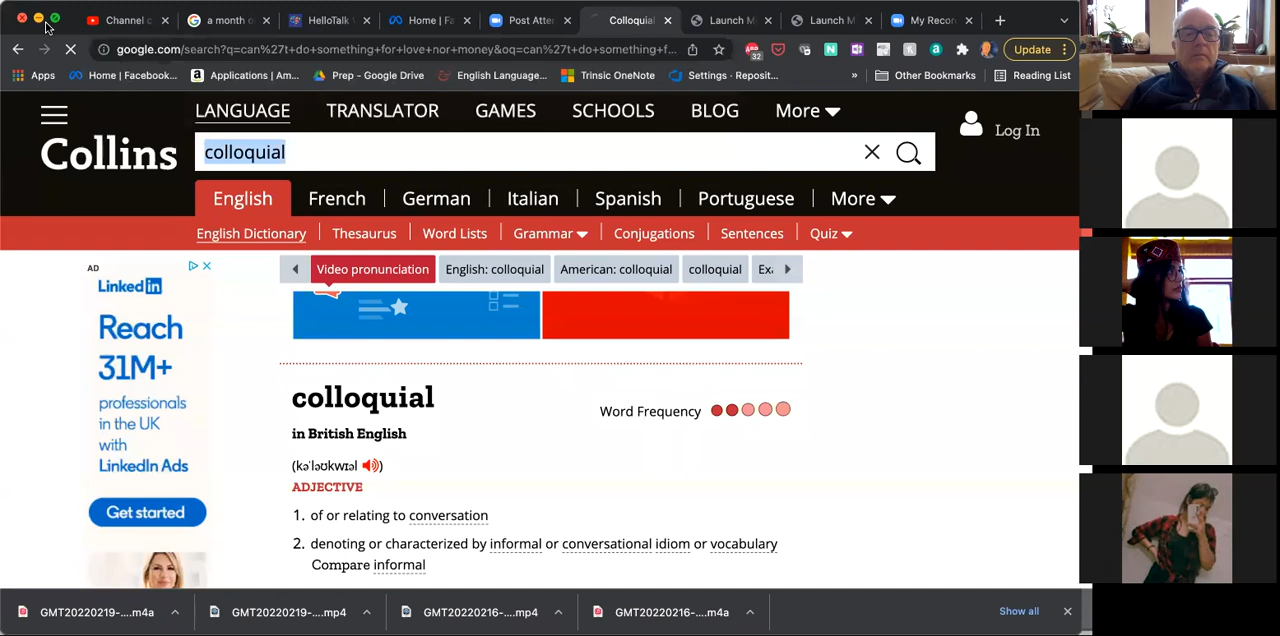 Channel c
a month o
HelloTalk
Home | Fa
Post Atter
Colloquial
Launch M
Launch M
My Recor
google.com/search?q=can%27t+do+something+for+love+nor+money&oq=can%27t+do+something+f...
32
Update
Apps
Home | Facebook...
Applications | Am...
Prep - Google Drive
English Language...
Trinsic OneNote
Settings · Reposit...
»
Other Bookmarks
Reading List
LANGUAGE
TRANSLATOR
GAMES
SCHOOLS
BLOG
More
Log In
Collins
colloquial
English
French
German
Italian
Spanish
Portuguese
More
English Dictionary
Thesaurus
Word Lists
Grammar
Conjugations
Sentences
Quiz
AD
Linked in
Reach
31M+
professionals
in the UK
with
LinkedIn Ads
Get started
Video pronunciation
English: colloquial
American: colloquial
colloquial
Exa
colloquial
Word Frequency
in British English
(kəˈləʊkwɪəl)
ADJECTIVE
1. of or relating to conversation
2. denoting or characterized by informal or conversational idiom or vocabulary
Compare informal
GMT20220219-....m4a
GMT20220219-....mp4
GMT20220216-....mp4
GMT20220216-....m4a
Show all